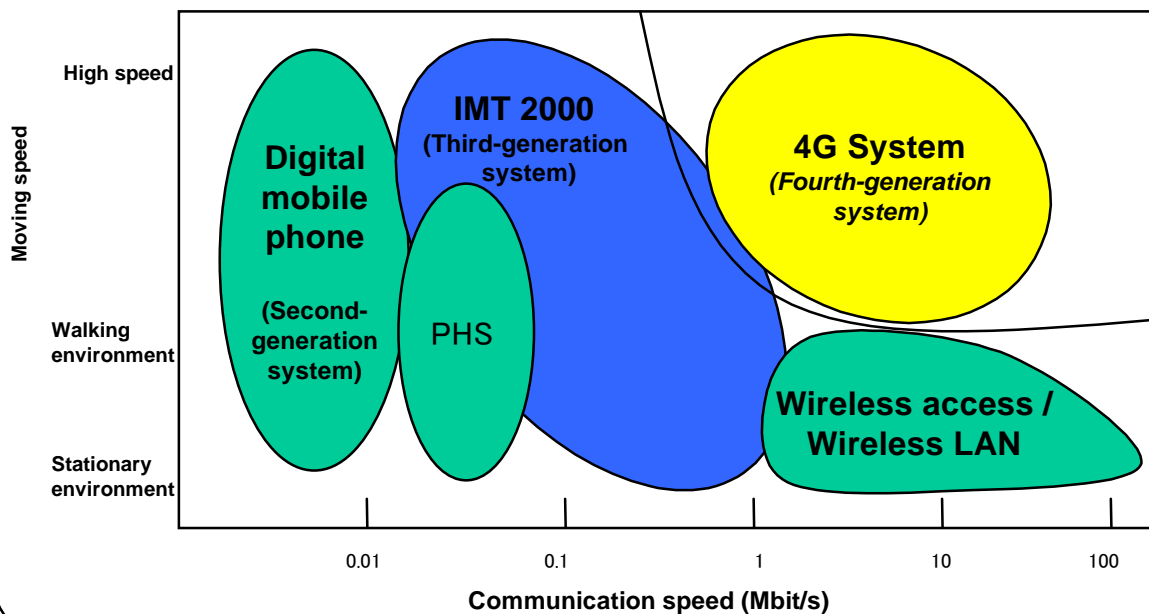 Moving speed
High speed
Walking
environment
Stationary
environment
Digital
mobile
phone
(Second-
generation
system)
IMT 2000
(Third-generation
system)
PHS
4G System
(Fourth-generation
system)
Wireless access /
Wireless LAN
0.01
0.1
1
10
100
Communication speed (Mbit/s)